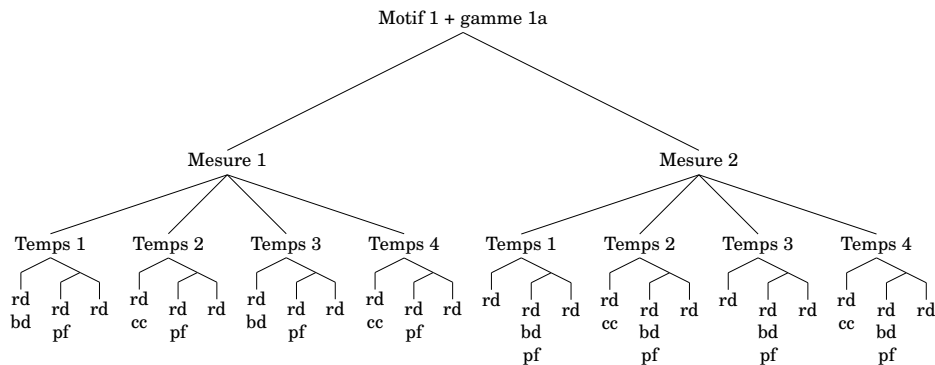 Motif 1 + gamme 1a
Mesure 1 Mesure 2
Temps 1 Temps 2 Temps 3 Temps 4 Temps 1 Temps 2 Temps 3 Temps 4
rd rd rd rd rd rd rd rd
rd rd rd rd rd rd rd rd rd rd rd rd rd rd rd rd
bd cc bd cc cc cc
pf pf pf pf bd bd bd bd
pf pf pf pf